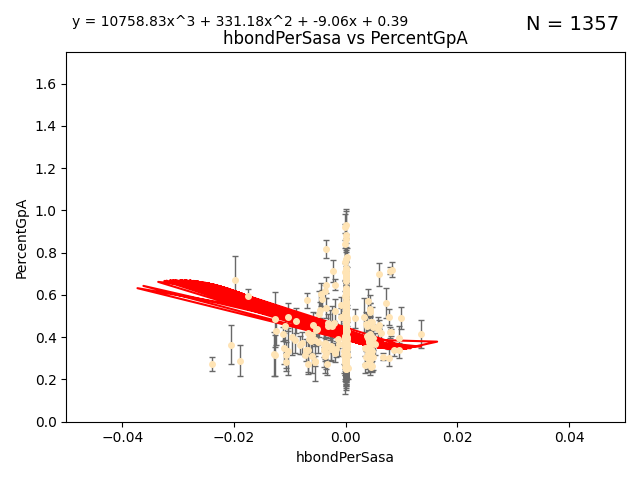 y = 10758.83x^3 + 331.18x^2 + -9.06x + 0.39
N = 1357
hbondPerSasa vs PercentGpA
PercentGpA
1.6
1.4
1.2
1.0
0.8
0.6
0.4
0.2
0.0
−0.04 −0.02 0.00 0.02 0.04
hbondPerSasa